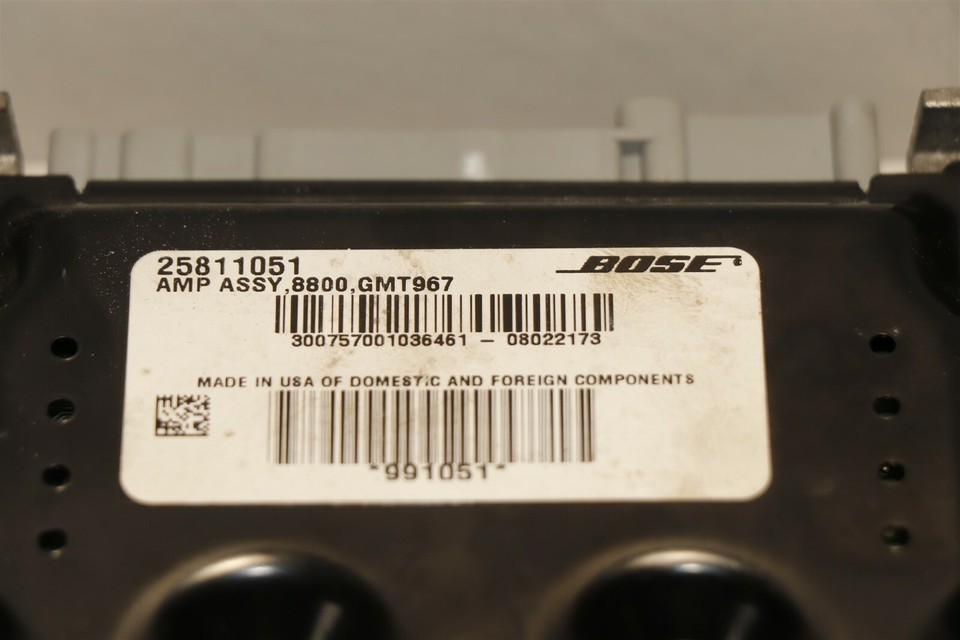 25811051 BOSE
AMP ASSY,8800,GMT967
300757001036461 - 08022173
MADE IN USA OF DOMESTIC AND FOREIGN COMPONENTS
*991051*